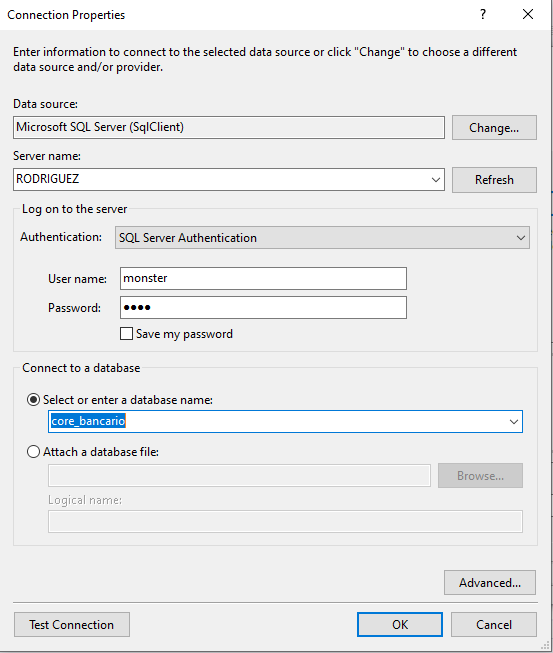 Connection Properties
?
Enter information to connect to the selected data source or click "Change" to choose a different
data source and/or provider.
Data source:
Microsoft SQL Server (SqlClient)
Change...
Server name:
RODRIGUEZ
Refresh
Log on to the server
Authentication:
SQL Server Authentication
User name:
monster
Password:
••••
Save my password
Connect to a database
Select or enter a database name:
core_bancario
Attach a database file:
Browse...
Logical name:
Advanced...
Test Connection
OK
Cancel